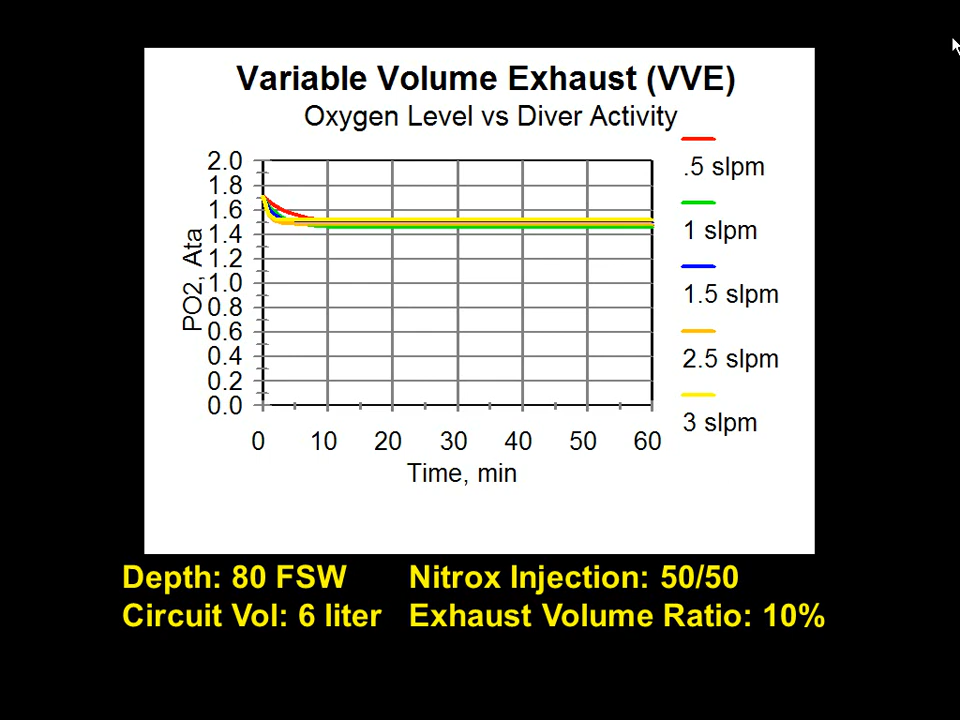 Variable Volume Exhaust (VVE)
Oxygen Level vs Diver Activity
2.0
1.8
1.6
1.4
1.2
1.0
0.8
0.6
0.4
0.2
0.0
PO2, Ata
0 10 20 30 40 50 60
Time, min
.5 slpm
1 slpm
1.5 slpm
2.5 slpm
3 slpm
Depth: 80 FSW Nitrox Injection: 50/50
Circuit Vol: 6 liter Exhaust Volume Ratio: 10%